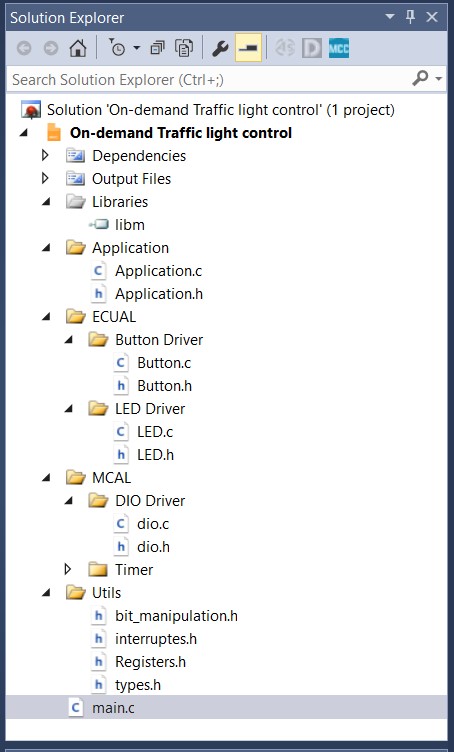 Solution Explorer
MCC
Search Solution Explorer (Ctrl+;)
Solution 'On-demand Traffic light control' (1 project)
On-demand Traffic light control
Dependencies
Output Files
Libraries
libm
Application
C Application.c
h Application.h
ECUAL
Button Driver
C Button.c
h Button.h
LED Driver
C LED.c
h LED.h
MCAL
DIO Driver
C dio.c
h dio.h
Timer
Utils
h bit_manipulation.h
h interruptes.h
h Registers.h
h types.h
C main.c